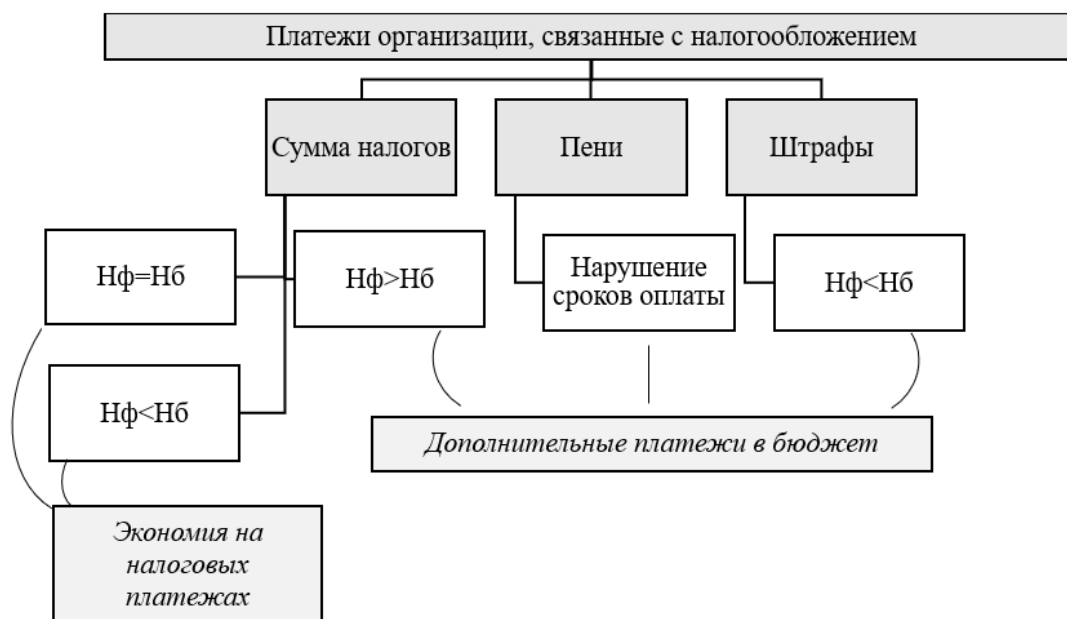 Платежи организации, связанные с налогообложением
Сумма налогов
Пени
Штрафы
Нф=Нб
Нф>Нб
Нарушение
сроков оплаты
Нф<Нб
Нф<Нб
Дополнительные платежи в бюджет
Экономия на
налоговых
платежах